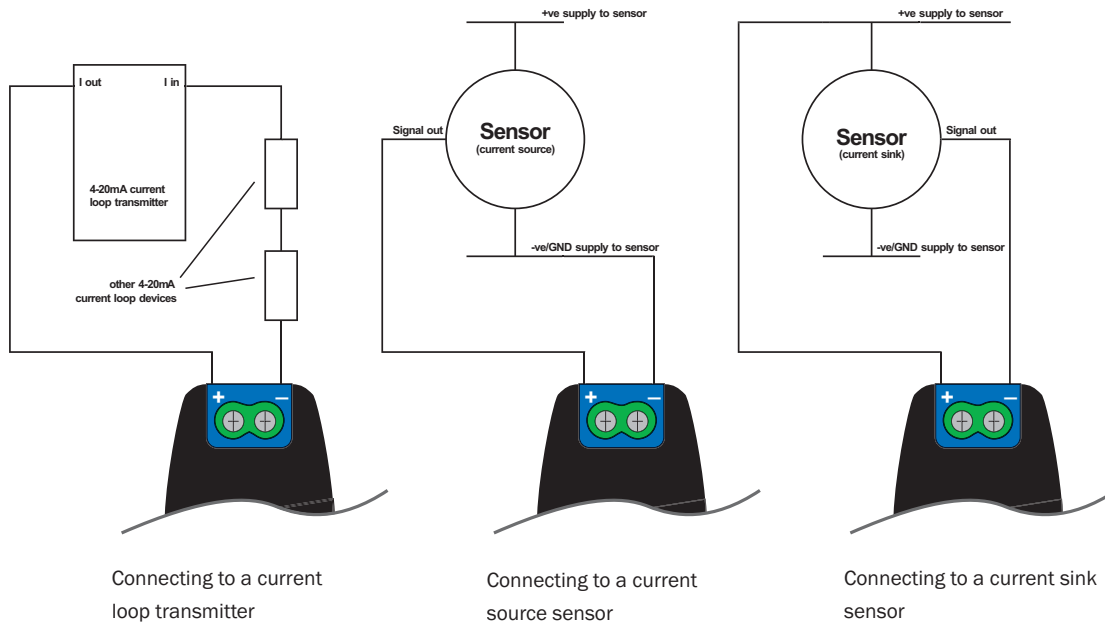 I out
I in
4-20mA current
loop transmitter
other 4-20mA
current loop devices
+
−
Connecting to a current
loop transmitter
+ve supply to sensor
Signal out
Sensor
(current source)
-ve/GND supply to sensor
+
−
Connecting to a current
source sensor
+ve supply to sensor
Sensor
(current sink)
Signal out
-ve/GND supply to sensor
+
−
Connecting to a current sink
sensor